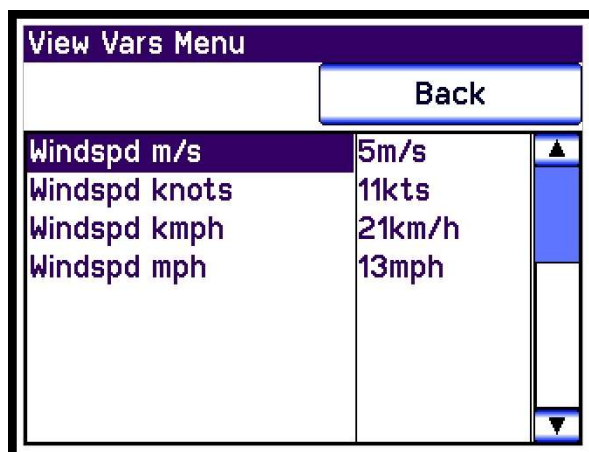 View Vars Menu
Back
Windspd m/s 5m/s
Windspd knots 11kts
Windspd kmph 21km/h
Windspd mph 13mph